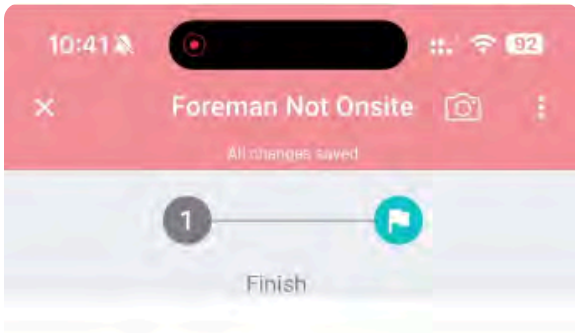 10:41
92
Foreman Not Onsite
All changes saved
1
Finish